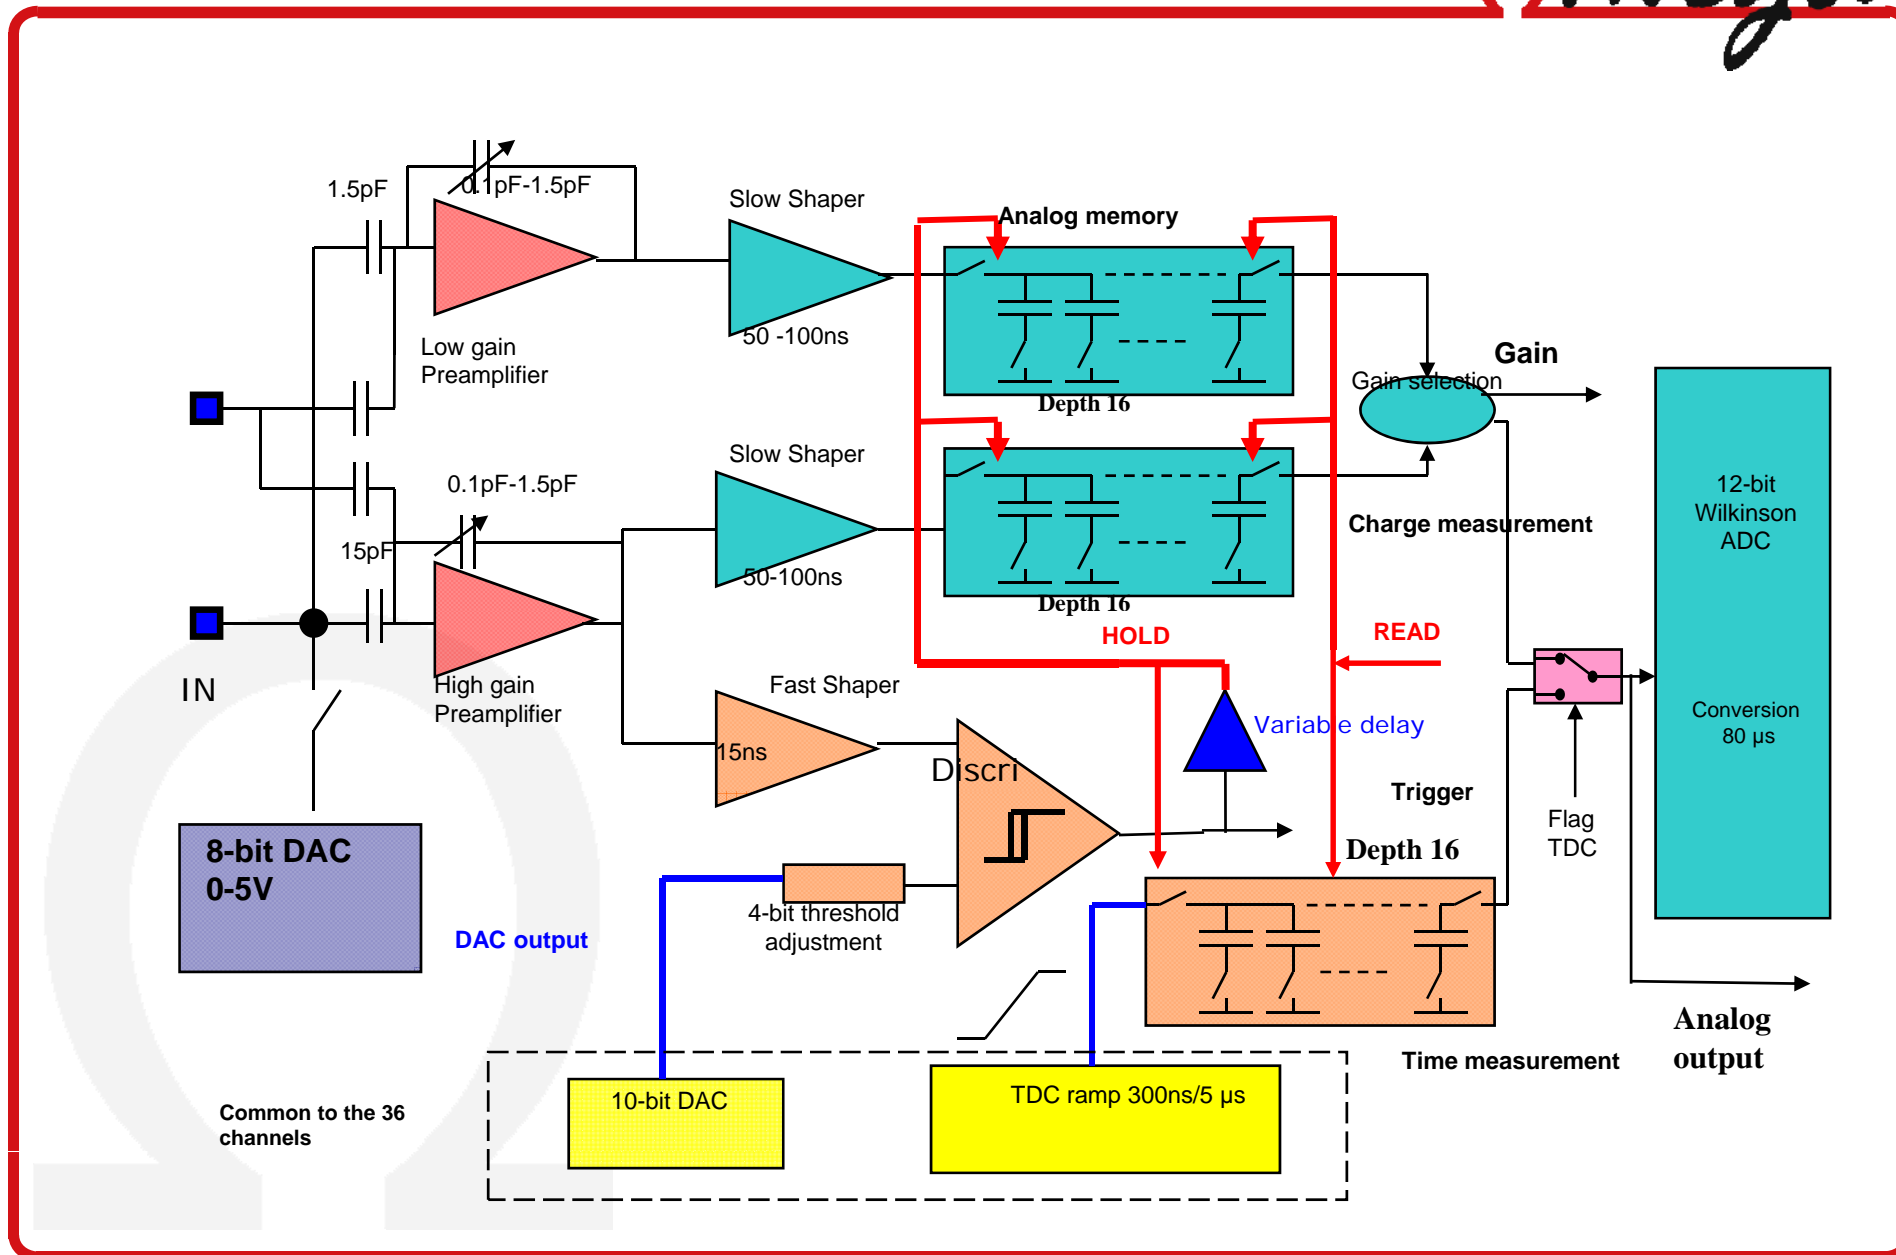 1.5pF
0.1pF-1.5pF
Slow Shaper
Analog memory
50 -100ns
Low gain
Preamplifier
Gain
Gain selection
Depth 16
Slow Shaper
0.1pF-1.5pF
12-bit
Wilkinson
ADC
Charge measurement
15pF
50-100ns
Depth 16
HOLD
READ
IN
High gain
Preamplifier
Fast Shaper
Variable delay
Conversion
80 µs
15ns
Discri
Trigger
Flag
TDC
8-bit DAC
0-5V
Depth 16
4-bit threshold
adjustment
DAC output
Analog
output
Time measurement
10-bit DAC
TDC ramp 300ns/5 µs
Common to the 36
channels